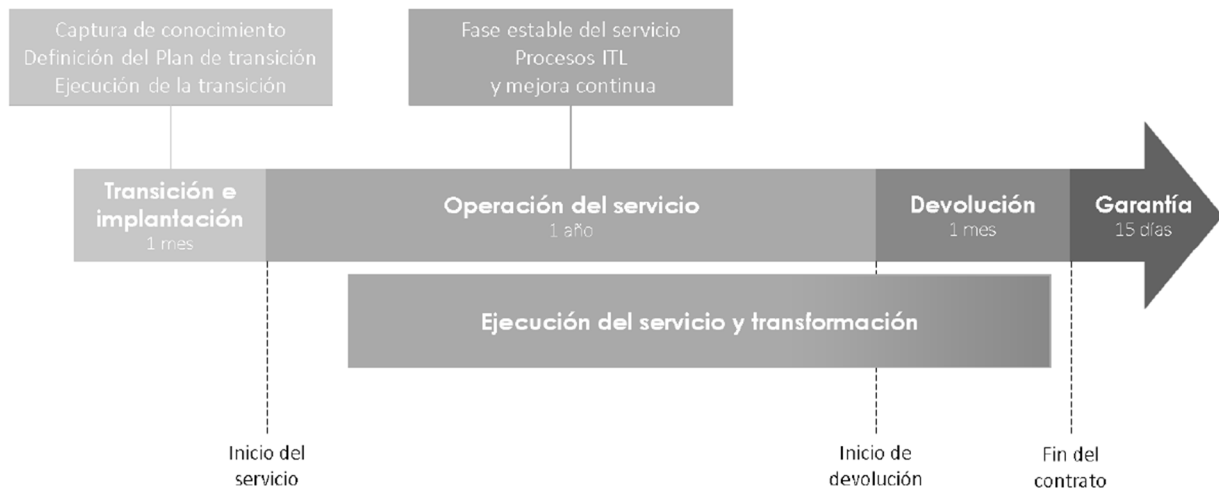 Captura de conocimiento
Definición del Plan de transición
Ejecución de la transición
Fase estable del servicio
Procesos ITL
y mejora continua
Transición e
implantación
1 mes
Operación del servicio
1 año
Devolución
1 mes
Garantía
15 días
Ejecución del servicio y transformación
Inicio del
servicio
Inicio de
devolución
Fin del
contrato